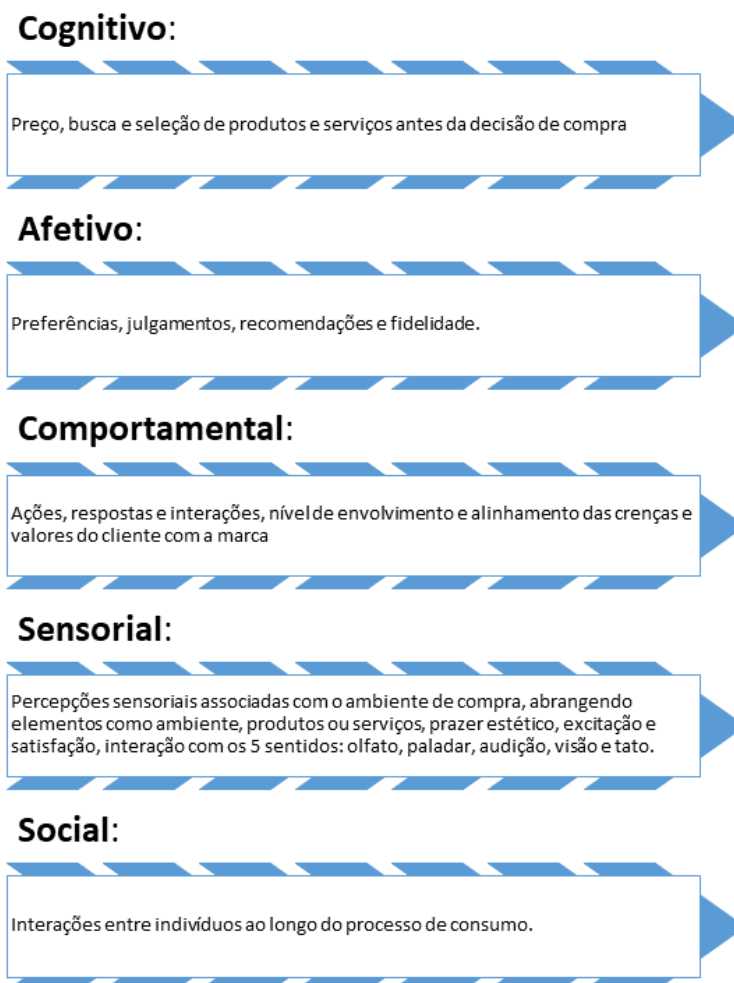 Cognitivo:
Preço, busca e seleção de produtos e serviços antes da decisão de compra
Afetivo:
Preferências, julgamentos, recomendações e fidelidade.
Comportamental:
Ações, respostas e interações, nível de envolvimento e alinhamento das crenças e
valores do cliente com a marca
Sensorial:
Percepções sensoriais associadas com o ambiente de compra, abrangendo
elementos como ambiente, produtos ou serviços, prazer estético, excitação e
satisfação, interação com os 5 sentidos: olfato, paladar, audição, visão e tato.
Social:
Interações entre indivíduos ao longo do processo de consumo.